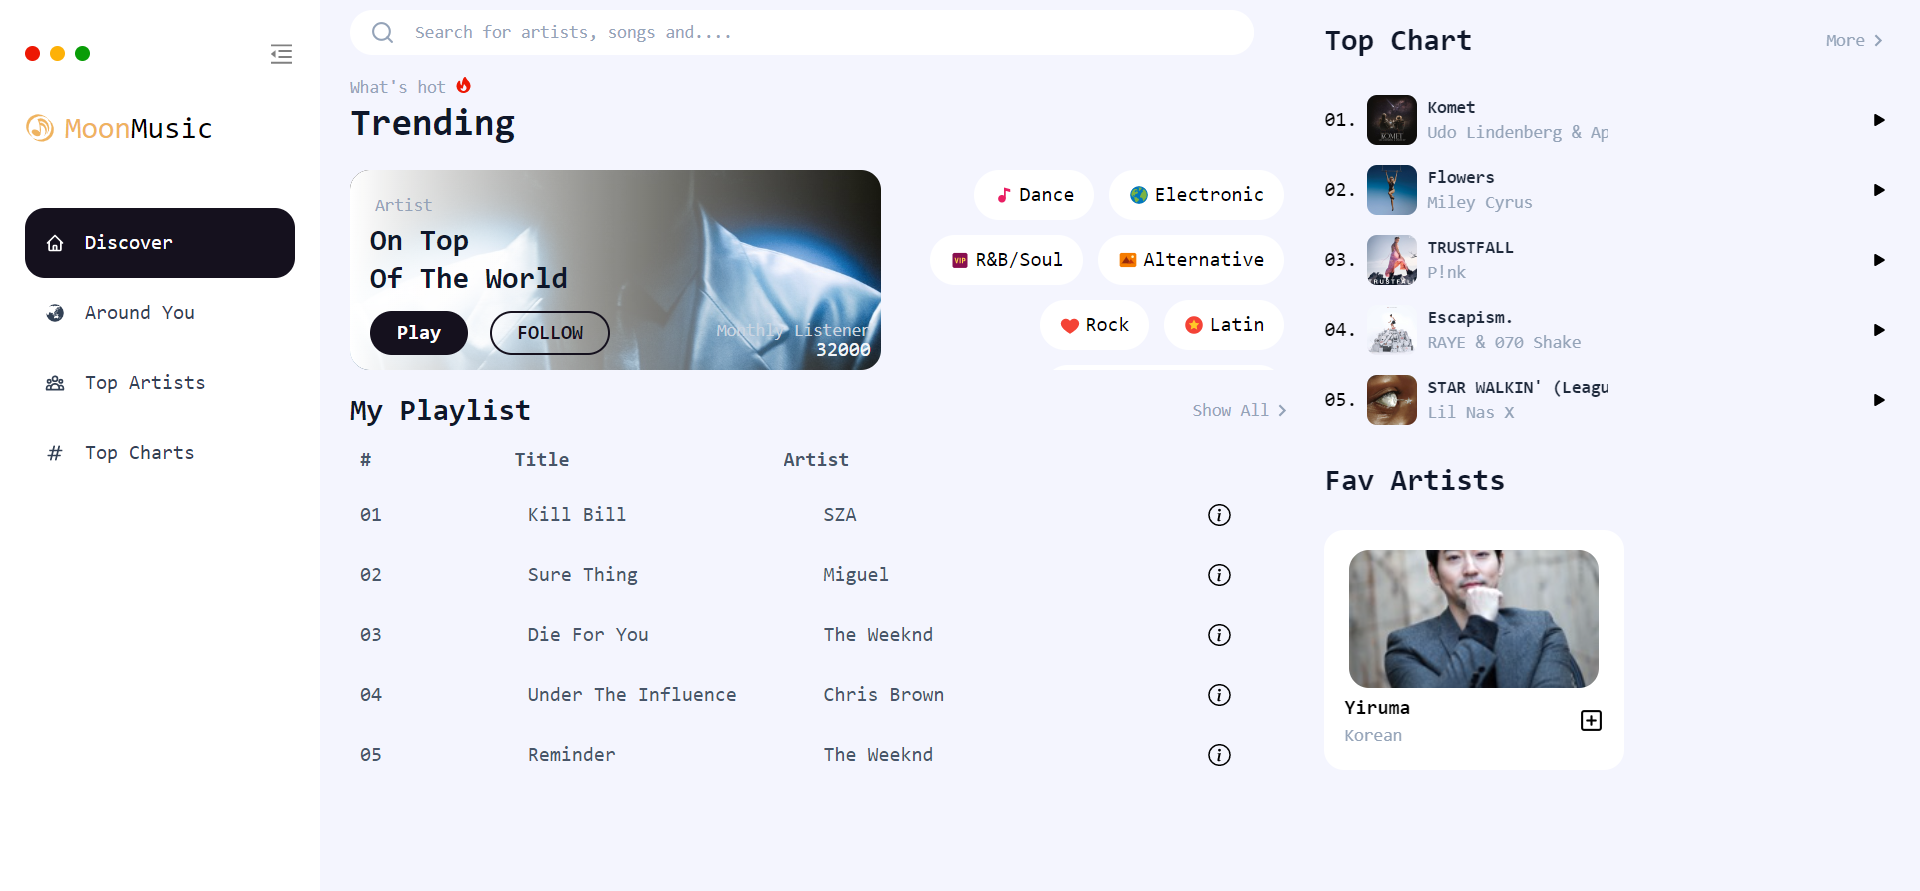 MoonMusic
Discover
Around You
Top Artists
Top Charts
Search for artists, songs and....
What's hot
Trending
Artist
On Top
Of The World
Play
FOLLOW
Monthly Listener
32000
Dance
Electronic
VIP
R&B/Soul
Alternative
Rock
Latin
My Playlist
Show All
# Title Artist
01 Kill Bill SZA
02 Sure Thing Miguel
03 Die For You The Weeknd
04 Under The Influence Chris Brown
05 Reminder The Weeknd
Top Chart
More
01.
KOMET
Komet
Udo Lindenberg & Ap
02.
Flowers
Miley Cyrus
03.
TRUSTFALL
TRUSTFALL
P!nk
04.
Escapism.
RAYE & 070 Shake
05.
STAR WALKIN' (Leagu
Lil Nas X
Fav Artists
Yiruma
Korean